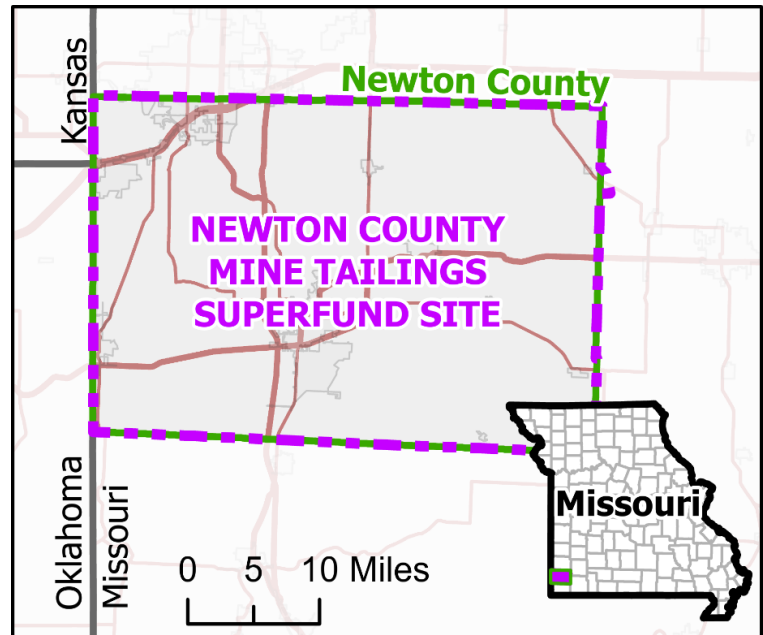 Kansas
Newton County
NEWTON COUNTY
MINE TAILINGS
SUPERFUND SITE
Oklahoma
Missouri
0 5 10 Miles
Missouri